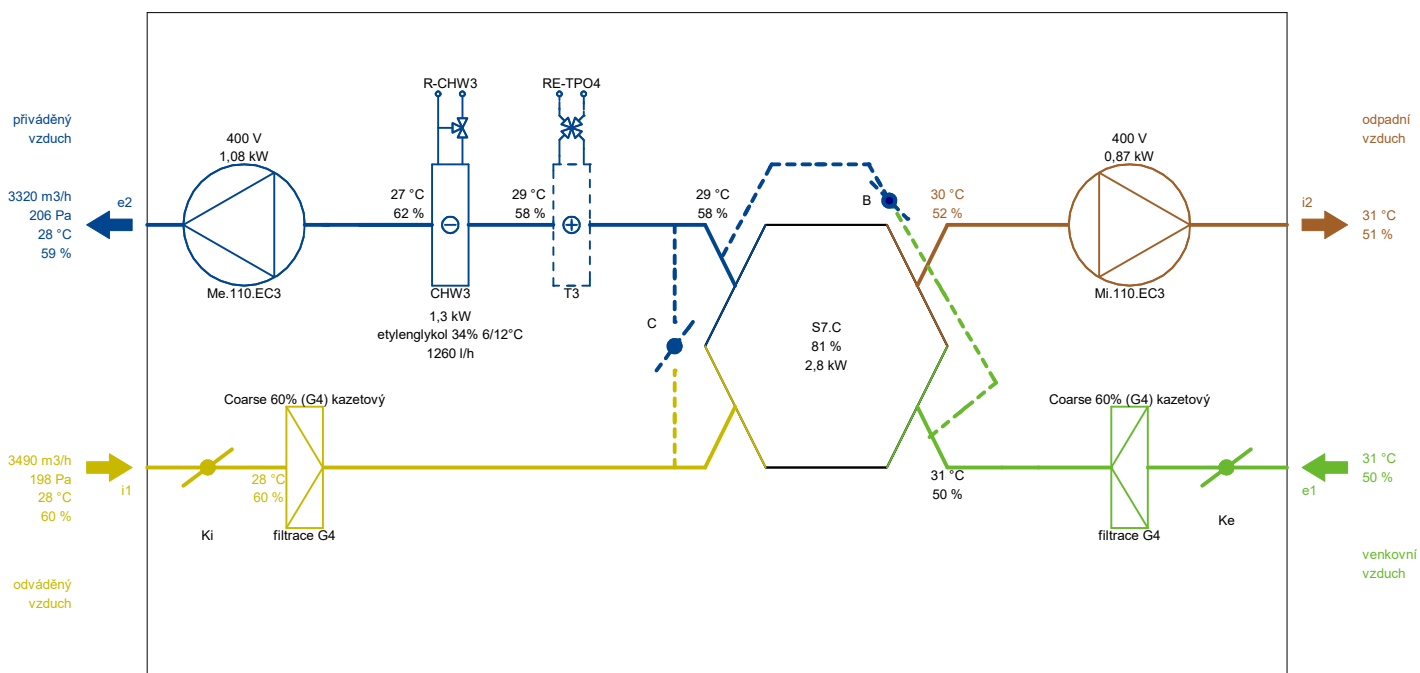 R-CHW3
RE-TPO4
přiváděný
vzduch
400 V
1,08 kW
400 V
0,87 kW
odpadní
vzduch
3320 m3/h
206 Pa
28 °C
59 %
e2
27 °C
62 %
29 °C
58 %
29 °C
58 %
B
30 °C
52 %
i2
31 °C
51 %
Me.110.EC3
CHW3
T3
Mi.110.EC3
1,3 kW
etylenglykol 34% 6/12°C
1260 l/h
C
S7.C
81 %
2,8 kW
Coarse 60% (G4) kazetový
Coarse 60% (G4) kazetový
3490 m3/h
198 Pa
28 °C
60 %
i1
28 °C
60 %
31 °C
50 %
31 °C
50 %
e1
Ki
filtrace G4
filtrace G4
Ke
odváděný
vzduch
venkovní
vzduch